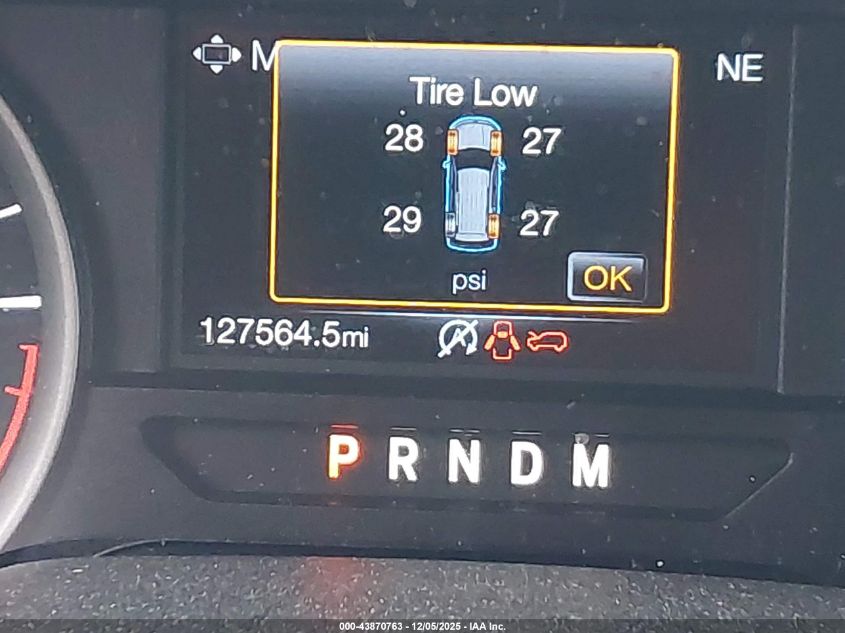 M
NE
Tire Low
28 27
29 27
psi
OK
127564.5mi
P R N D M
000-43870763 - 12/05/2025 - IAA Inc.